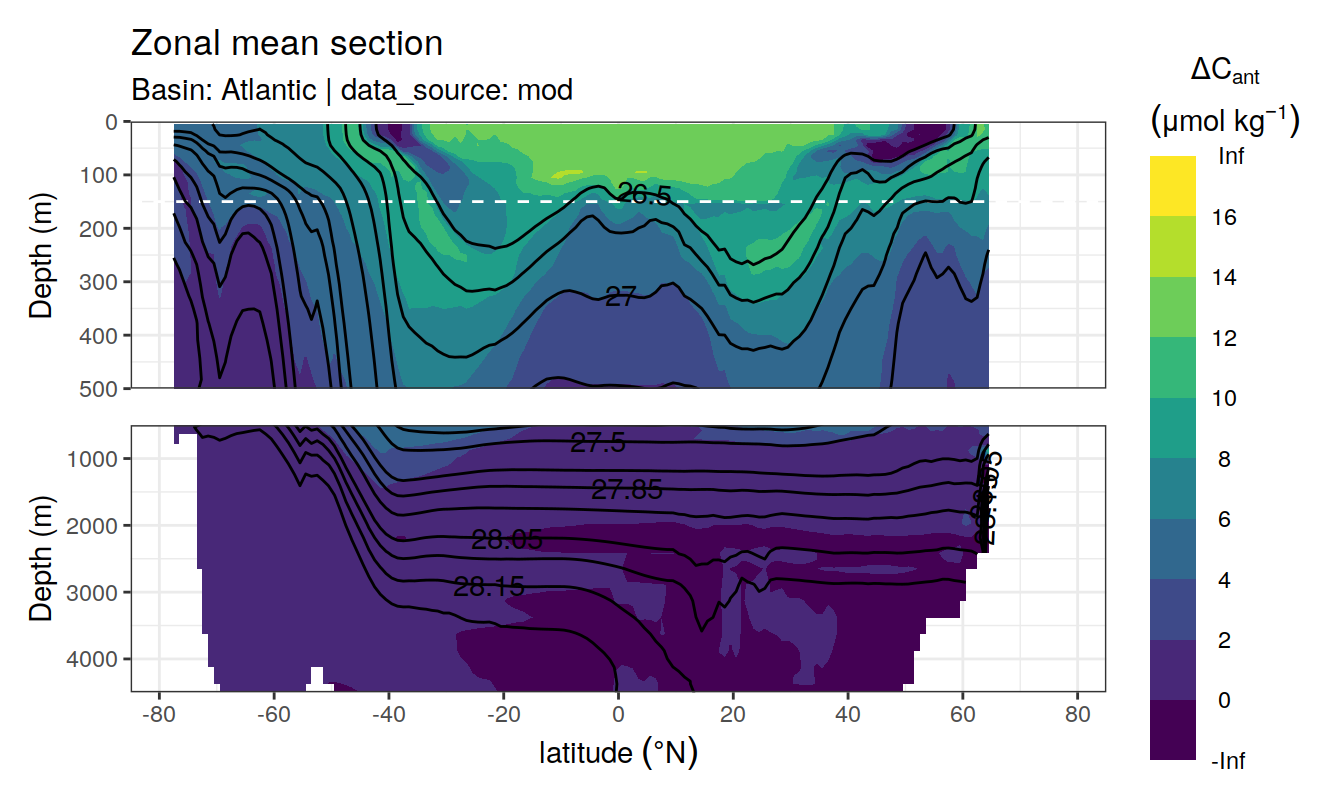 Zonal mean section
Basin: Atlantic | data_source: mod
ΔCant
(μmol kg⁻¹)
Inf
16
14
12
10
8
6
4
2
0
-Inf
Depth (m)
0
100
200
300
400
500
26.5
27
Depth (m)
1000
2000
3000
4000
27.5
27.85
28.05
28.15
-80 -60 -40 -20 0 20 40 60 80
latitude (°N)